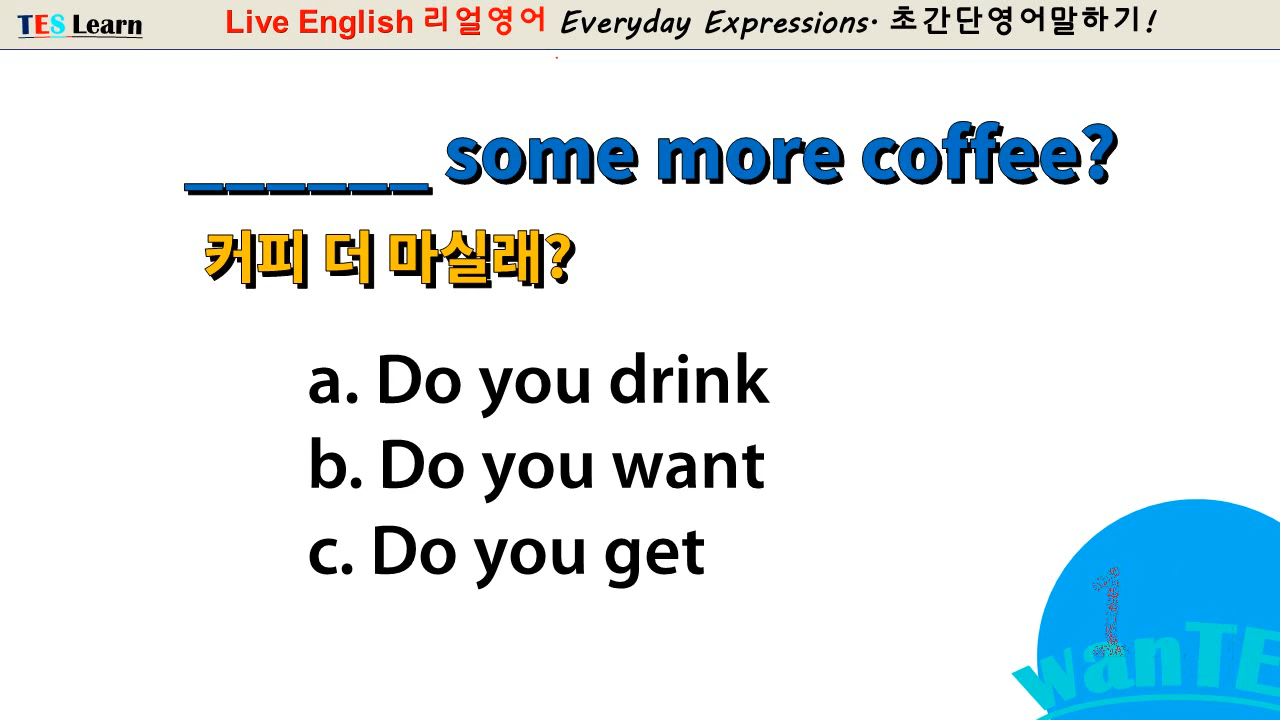 TES Learn
Live English 리얼영어 Everyday Expressions· 초간단영어말하기!
______ some more coffee?
커피 더 마실래?
a. Do you drink
b. Do you want
c. Do you get
1
wanTE